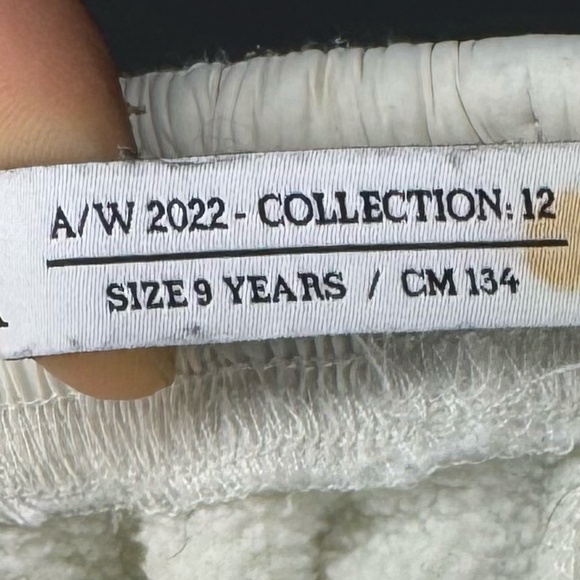 A/W 2022 - COLLECTION: 12
SIZE 9 YEARS / CM 134